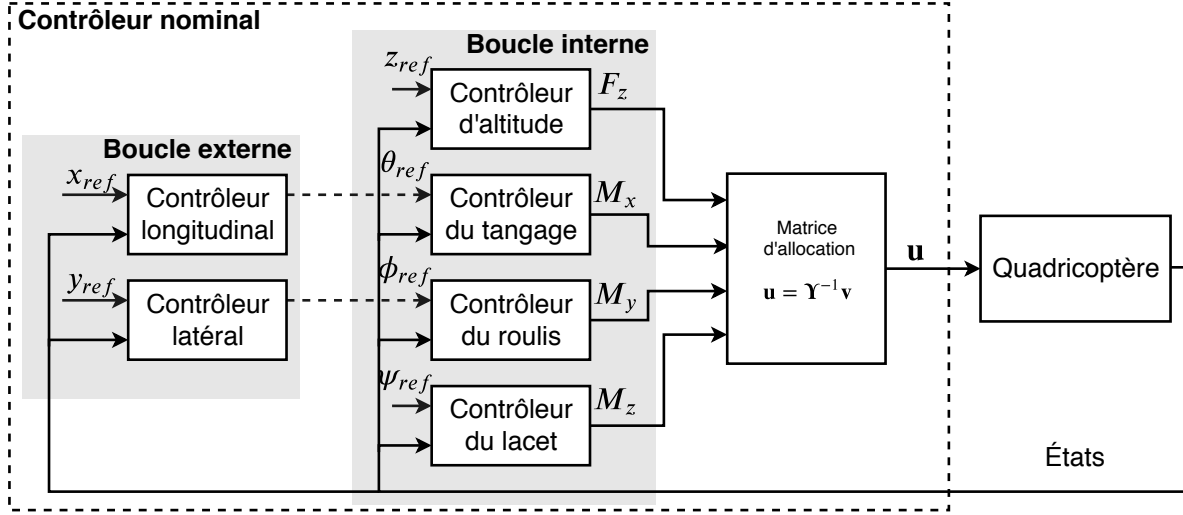 Contrôleur nominal
Boucle interne
z_ref
Contrôleur
d'altitude
F_z
Boucle externe
x_ref
Contrôleur
longitudinal
θ_ref
Contrôleur
du tangage
M_x
y_ref
Contrôleur
latéral
ϕ_ref
Contrôleur
du roulis
M_y
ψ_ref
Contrôleur
du lacet
M_z
Matrice
d'allocation
u = ϒ⁻¹v
u
Quadricoptère
États